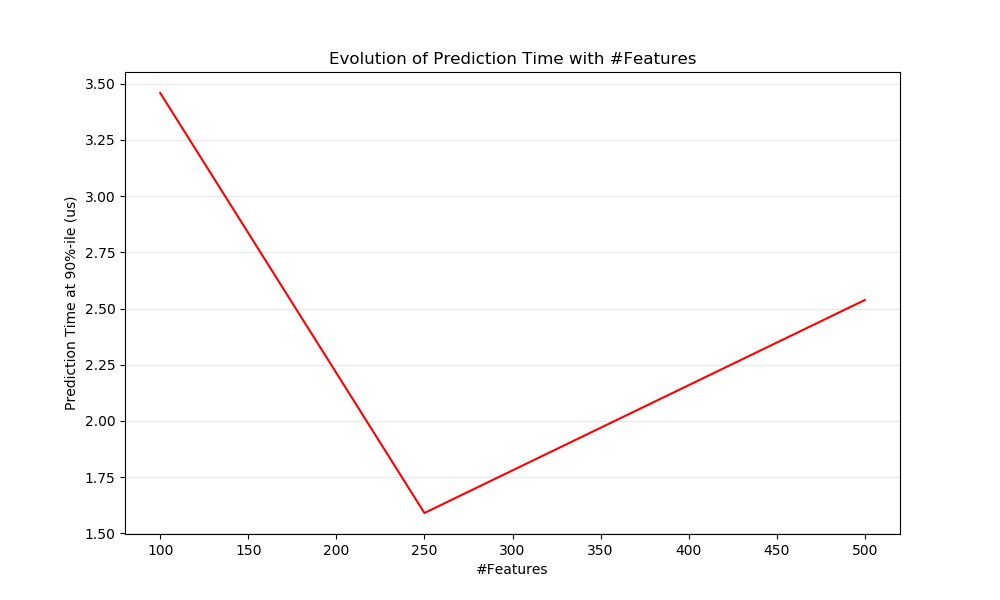 Evolution of Prediction Time with #Features
Prediction Time at 90%-ile (us)
3.50
3.25
3.00
2.75
2.50
2.25
2.00
1.75
1.50
100 150 200 250 300 350 400 450 500
#Features